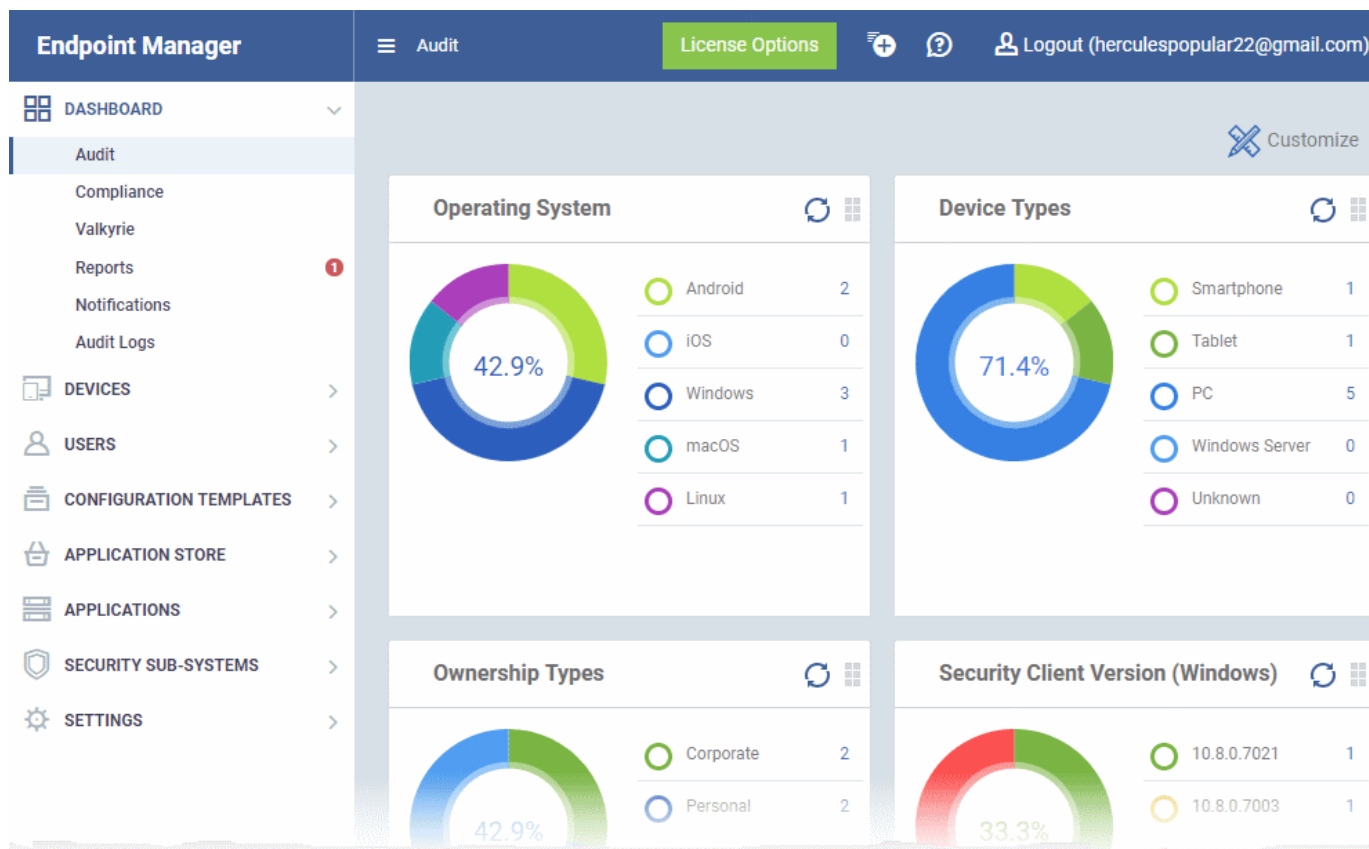 Endpoint Manager
Audit
License Options
Logout (herculespopular22@gmail.com)
DASHBOARD
Audit
Compliance
Valkyrie
Reports 1
Notifications
Audit Logs
DEVICES
USERS
CONFIGURATION TEMPLATES
APPLICATION STORE
APPLICATIONS
SECURITY SUB-SYSTEMS
SETTINGS
Customize
Operating System
42.9%
Android 2
iOS 0
Windows 3
macOS 1
Linux 1
Device Types
71.4%
Smartphone 1
Tablet 1
PC 5
Windows Server 0
Unknown 0
Ownership Types
42.9%
Corporate 2
Personal 2
Security Client Version (Windows)
33.3%
10.8.0.7021 1
10.8.0.7003 1